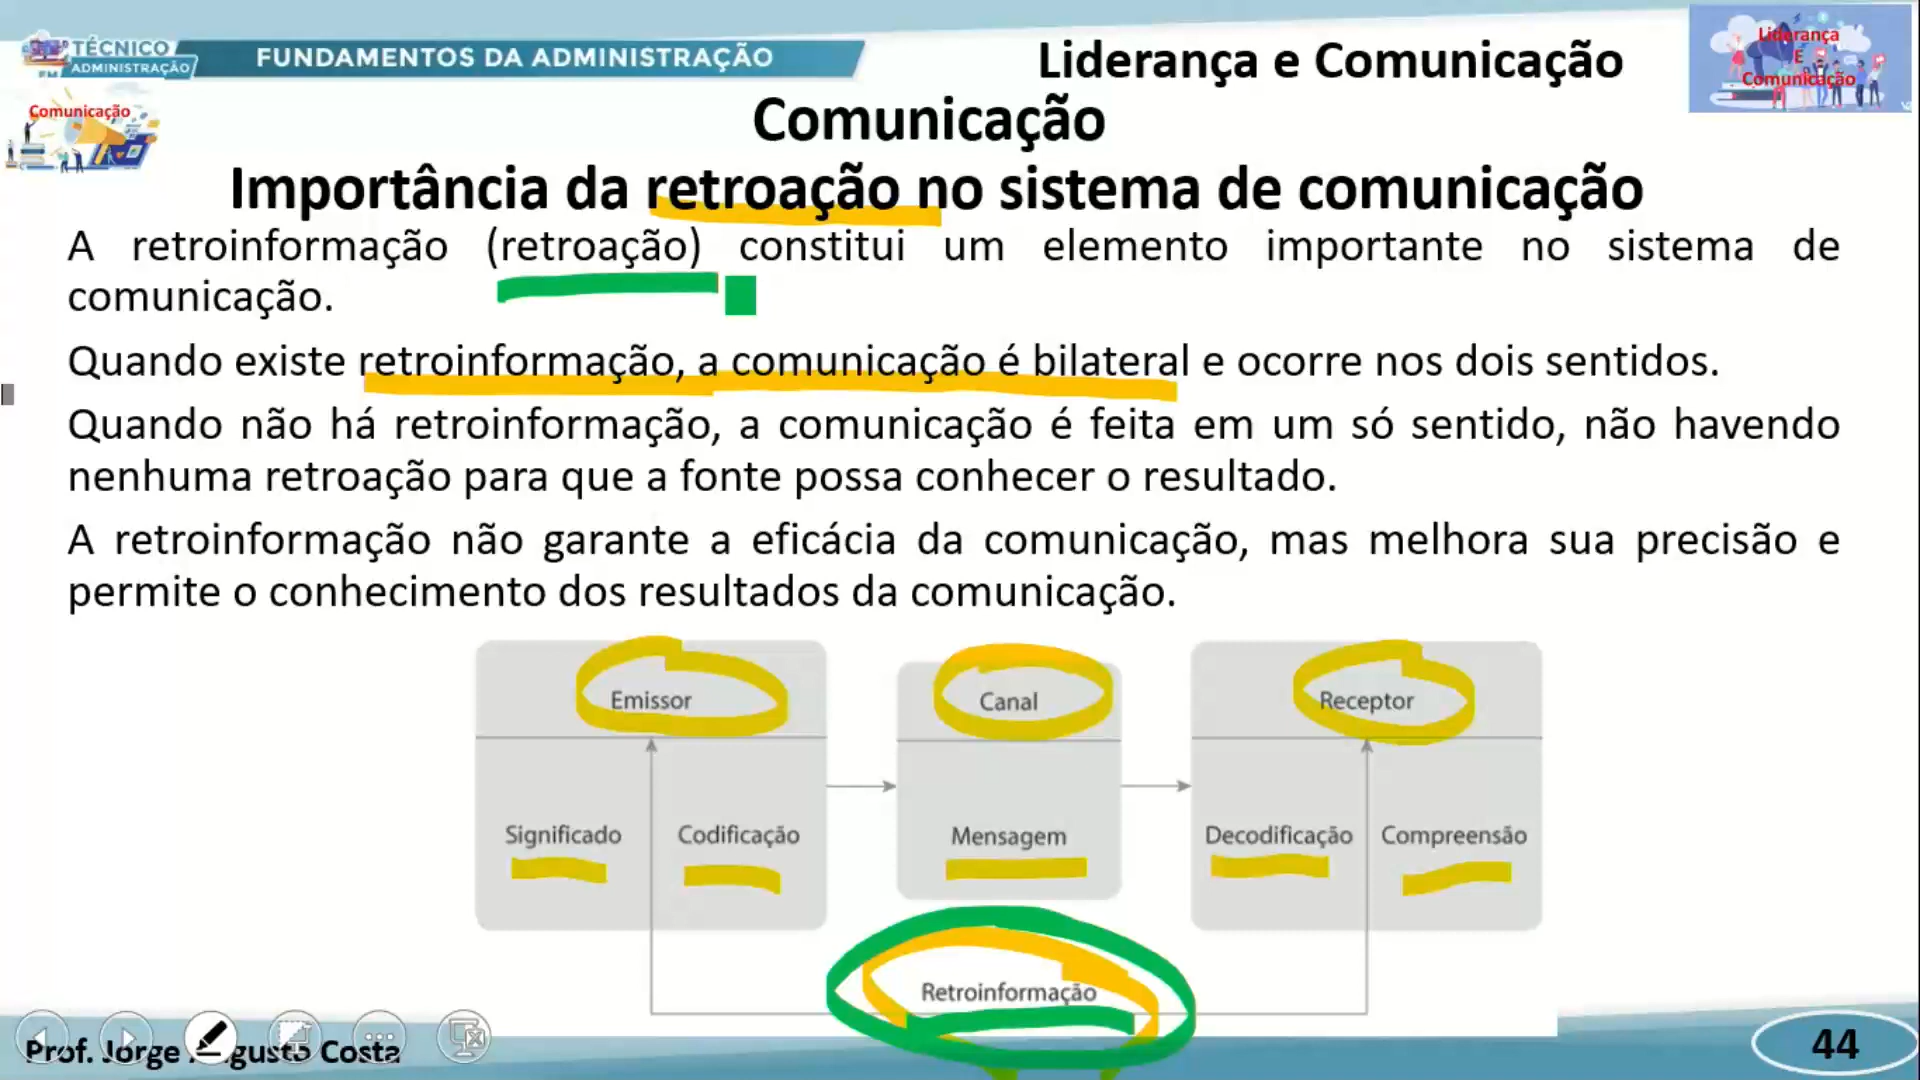 TÉCNICO
EM ADMINISTRAÇÃO
FUNDAMENTOS DA ADMINISTRAÇÃO
Liderança e Comunicação
Liderança
E
Comunicação
Comunicação
Comunicação
Importância da retroação no sistema de comunicação
A retroinformação (retroação) constitui um elemento importante no sistema de
comunicação.
Quando existe retroinformação, a comunicação é bilateral e ocorre nos dois sentidos.
Quando não há retroinformação, a comunicação é feita em um só sentido, não havendo
nenhuma retroação para que a fonte possa conhecer o resultado.
A retroinformação não garante a eficácia da comunicação, mas melhora sua precisão e
permite o conhecimento dos resultados da comunicação.
Emissor
Canal
Receptor
Significado
Codificação
Mensagem
Decodificação
Compreensão
Retroinformação
Prof. Jorge Augusto Costa
44